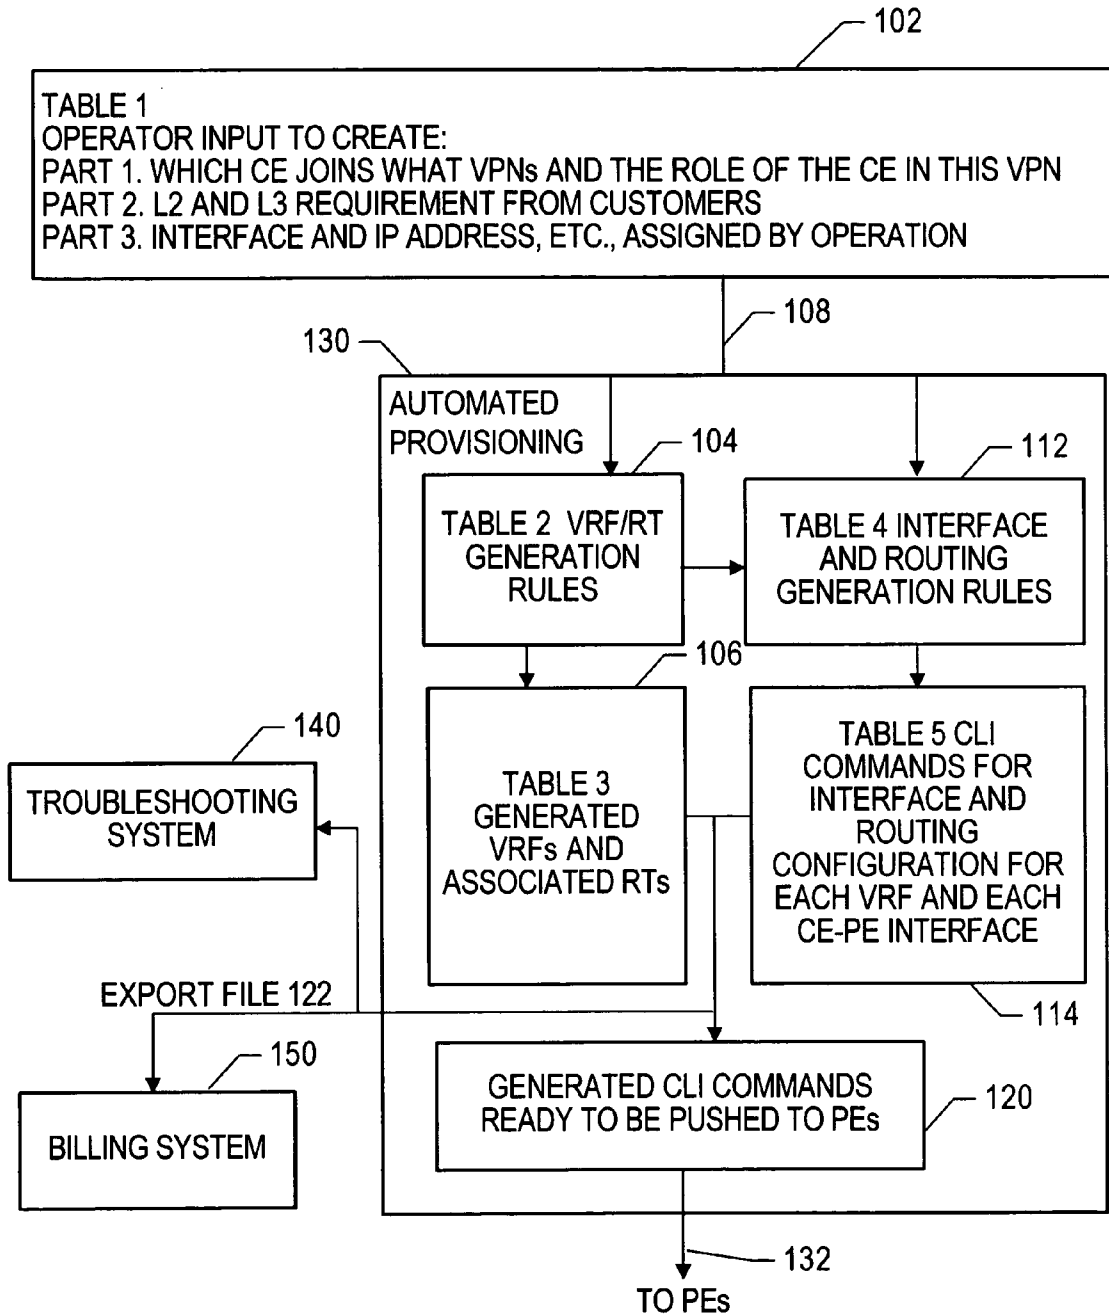 102
TABLE 1
OPERATOR INPUT TO CREATE:
PART 1. WHICH CE JOINS WHAT VPNs AND THE ROLE OF THE CE IN THIS VPN
PART 2. L2 AND L3 REQUIREMENT FROM CUSTOMERS
PART 3. INTERFACE AND IP ADDRESS, ETC., ASSIGNED BY OPERATION
108
130
AUTOMATED
PROVISIONING
104
112
TABLE 2 VRF/RT
GENERATION
RULES
TABLE 4 INTERFACE
AND ROUTING
GENERATION RULES
106
TABLE 3
GENERATED
VRFs AND
ASSOCIATED RTs
TABLE 5 CLI
COMMANDS FOR
INTERFACE AND
ROUTING
CONFIGURATION FOR
EACH VRF AND EACH
CE-PE INTERFACE
114
140
TROUBLESHOOTING
SYSTEM
EXPORT FILE 122
150
BILLING SYSTEM
GENERATED CLI COMMANDS
READY TO BE PUSHED TO PEs
120
132
TO PEs